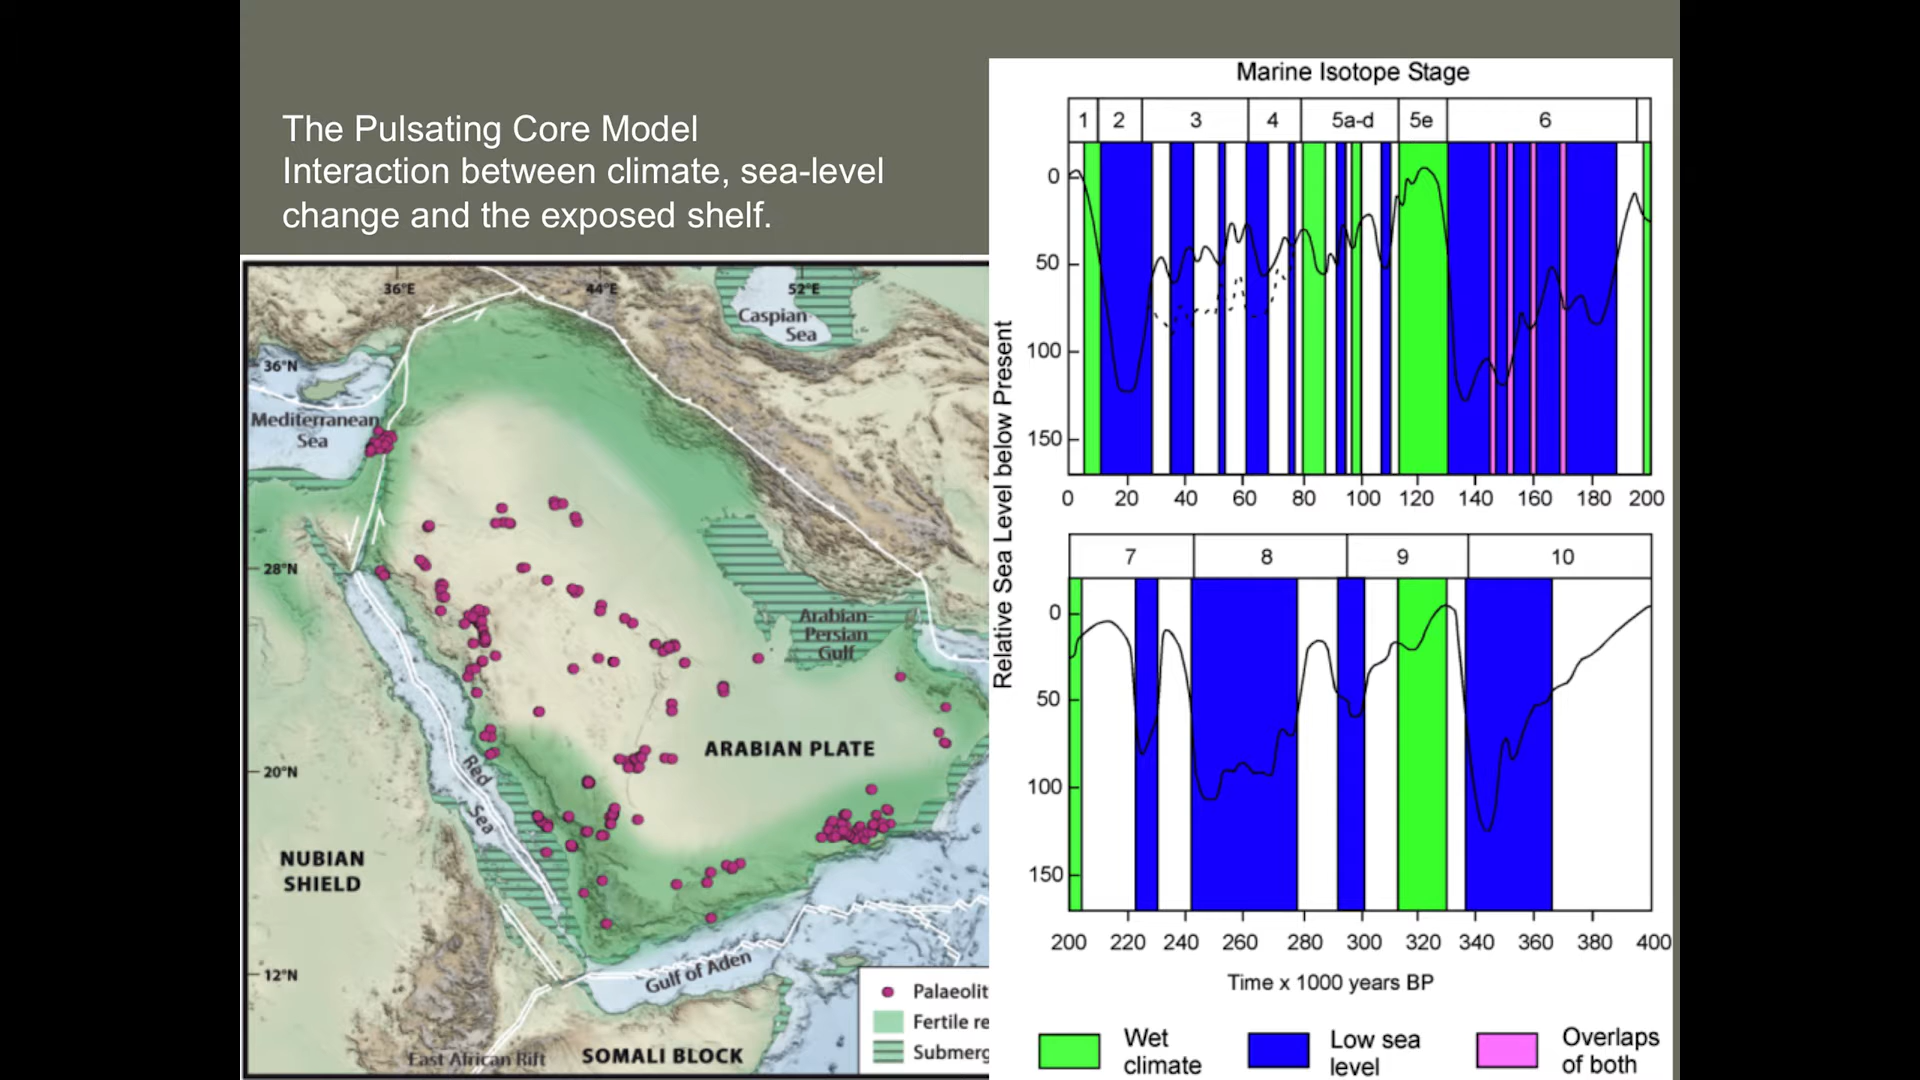 The Pulsating Core Model
Interaction between climate, sea-level
change and the exposed shelf.
36°E
44°E
52°E
Caspian
Sea
36°N
Mediterranean
Sea
28°N
Arabian-
Persian
Gulf
ARABIAN PLATE
20°N
Red
Sea
NUBIAN
SHIELD
12°N
Gulf of Aden
East African Rift
SOMALI BLOCK
Palaeolit
Fertile re
Submerg
Marine Isotope Stage
1 2 3 4 5a-d 5e 6
0
50
100
150
0 20 40 60 80 100 120 140 160 180 200
Relative Sea Level below Present
7 8 9 10
0
50
100
150
200 220 240 260 280 300 320 340 360 380 400
Time x 1000 years BP
Wet
climate
Low sea
level
Overlaps
of both